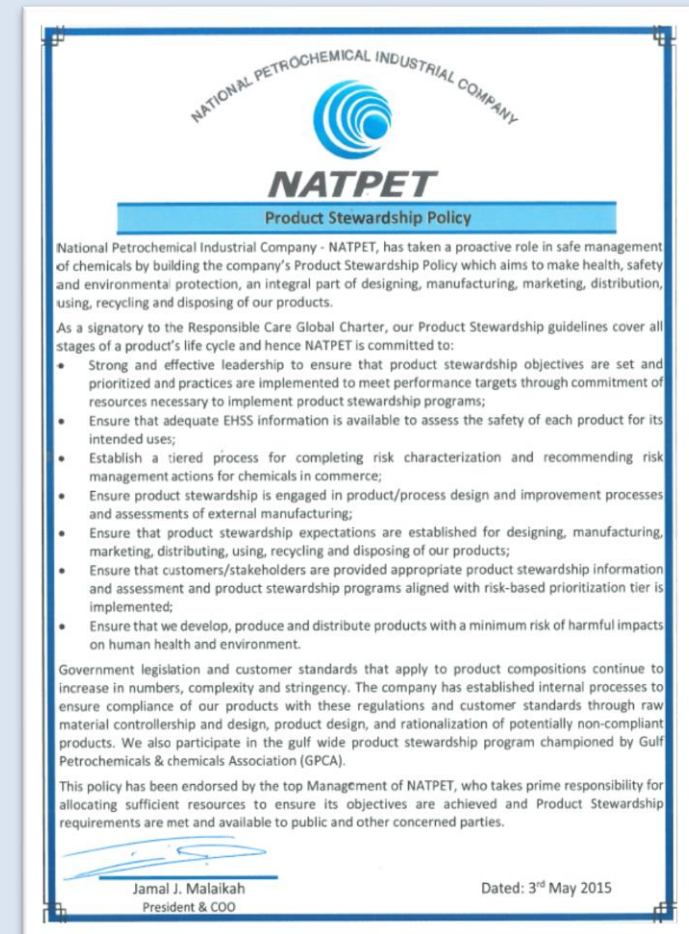 NATIONAL PETROCHEMICAL INDUSTRIAL COMPANY
NATPET
Product Stewardship Policy
National Petrochemical Industrial Company - NATPET, has taken a proactive role in safe management
of chemicals by building the company's Product Stewardship Policy which aims to make health, safety
and environmental protection, an integral part of designing, manufacturing, marketing, distribution,
using, recycling and disposing of our products.
As a signatory to the Responsible Care Global Charter, our Product Stewardship guidelines cover all
stages of a product's life cycle and hence NATPET is committed to:
• Strong and effective leadership to ensure that product stewardship objectives are set and
prioritized and practices are implemented to meet performance targets through commitment of
resources necessary to implement product stewardship programs;
• Ensure that adequate EHSS information is available to assess the safety of each product for its
intended uses;
• Establish a tiered process for completing risk characterization and recommending risk
management actions for chemicals in commerce;
• Ensure product stewardship is engaged in product/process design and improvement processes
and assessments of external manufacturing;
• Ensure that product stewardship expectations are established for designing, manufacturing,
marketing, distributing, using, recycling and disposing of our products;
• Ensure that customers/stakeholders are provided appropriate product stewardship information
and assessment and product stewardship programs aligned with risk-based prioritization tier is
implemented;
• Ensure that we develop, produce and distribute products with a minimum risk of harmful impacts
on human health and environment.
Government legislation and customer standards that apply to product compositions continue to
increase in numbers, complexity and stringency. The company has established internal processes to
ensure compliance of our products with these regulations and customer standards through raw
material controllership and design, product design, and rationalization of potentially non-compliant
products. We also participate in the gulf wide product stewardship program championed by Gulf
Petrochemicals & chemicals Association (GPCA).
This policy has been endorsed by the top Management of NATPET, who takes prime responsibility for
allocating sufficient resources to ensure its objectives are achieved and Product Stewardship
requirements are met and available to public and other concerned parties.
Jamal J. Malaikah
President & COO
Dated: 3rd May 2015